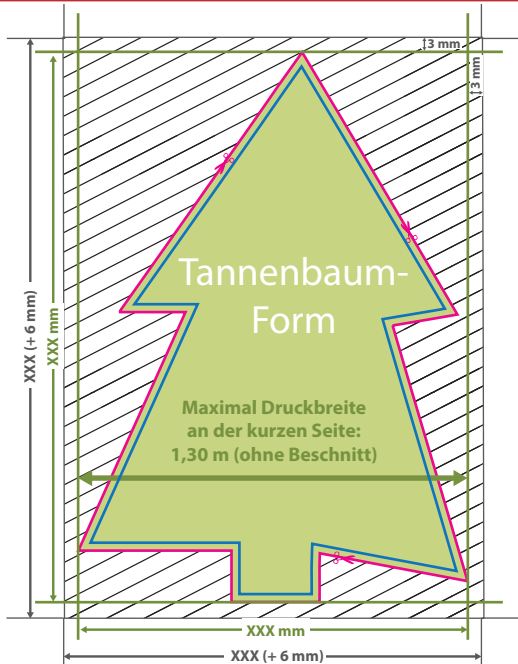 3 mm
3 mm
Tannenbaum-
Form
XXX (+ 6 mm)
XXX mm
Maximal Druckbreite
an der kurzen Seite:
1,30 m (ohne Beschnitt)
XXX mm
XXX (+ 6 mm)